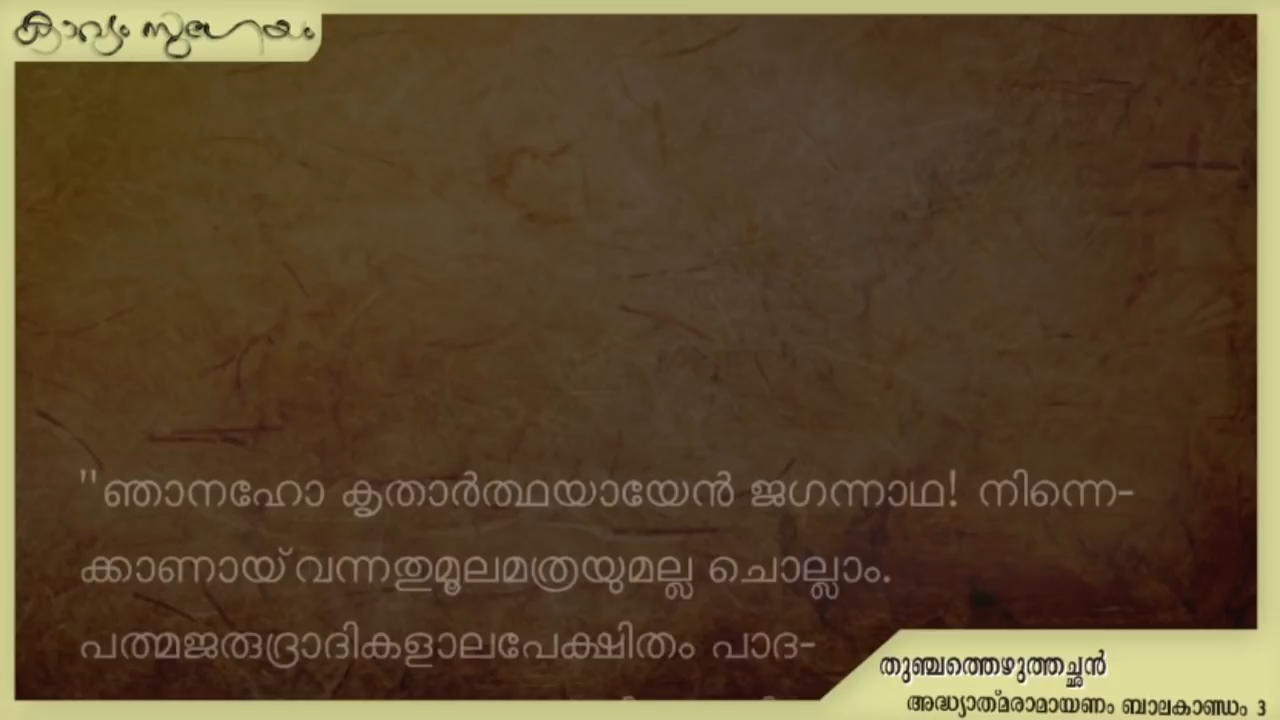 കാവ്യം സുഗേയം
"ഞാനഹോ കൃതാർത്ഥയായേൻ ജഗന്നാഥ! നിന്നെ-
ക്കാണായ് വന്നതുമൂലമത്രയുമല്ല ചൊല്ലാം.
പത്മജരുദ്രാദികളാലപേക്ഷിതം പാദ-
തുഞ്ചത്തെഴുത്തച്ഛൻ
അദ്ധ്യാത്മരാമായണം ബാലകാണ്ഡം 3